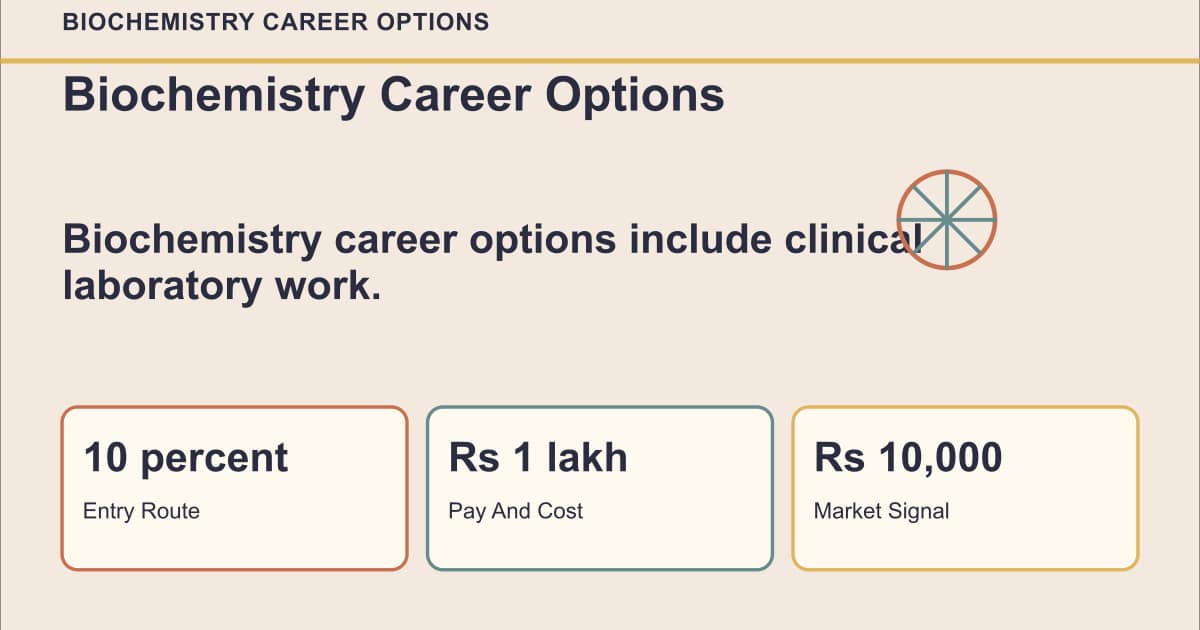 BIOCHEMISTRY CAREER OPTIONS
Biochemistry Career Options
Biochemistry career options include clinical
laboratory work.
10 percent
Entry Route
Rs 1 lakh
Pay And Cost
Rs 10,000
Market Signal